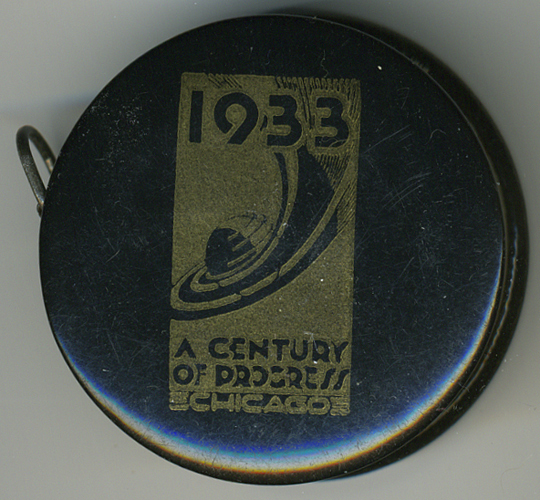 1933
A CENTURY
OF PROGRESS
CHICAGO